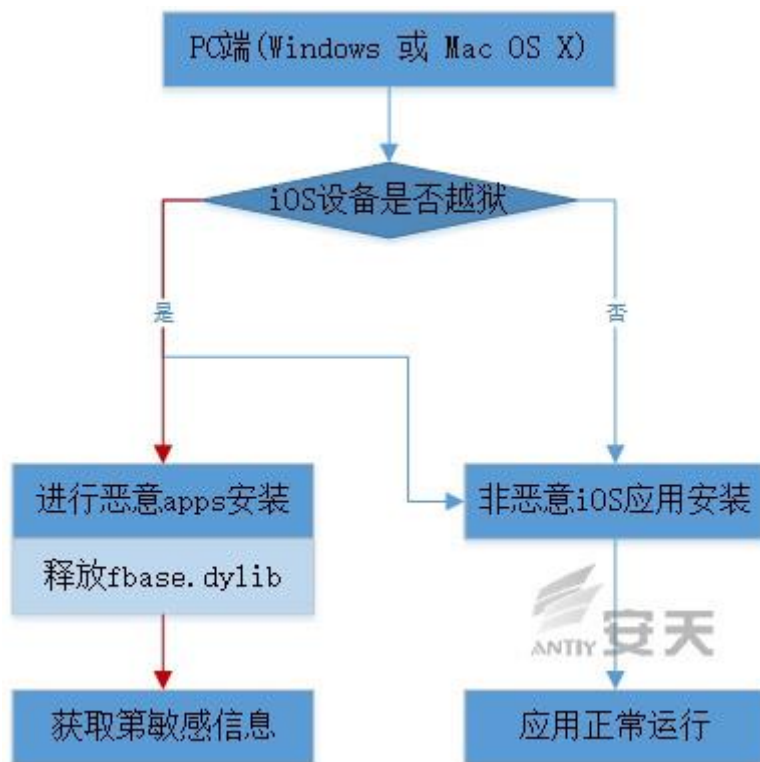 PC端(Windows 或 Mac OS X)
iOS设备是否越狱
是
否
进行恶意apps安装
非恶意iOS应用安装
释放fbase.dylib
ANTIY 安天
获取第敏感信息
应用正常运行